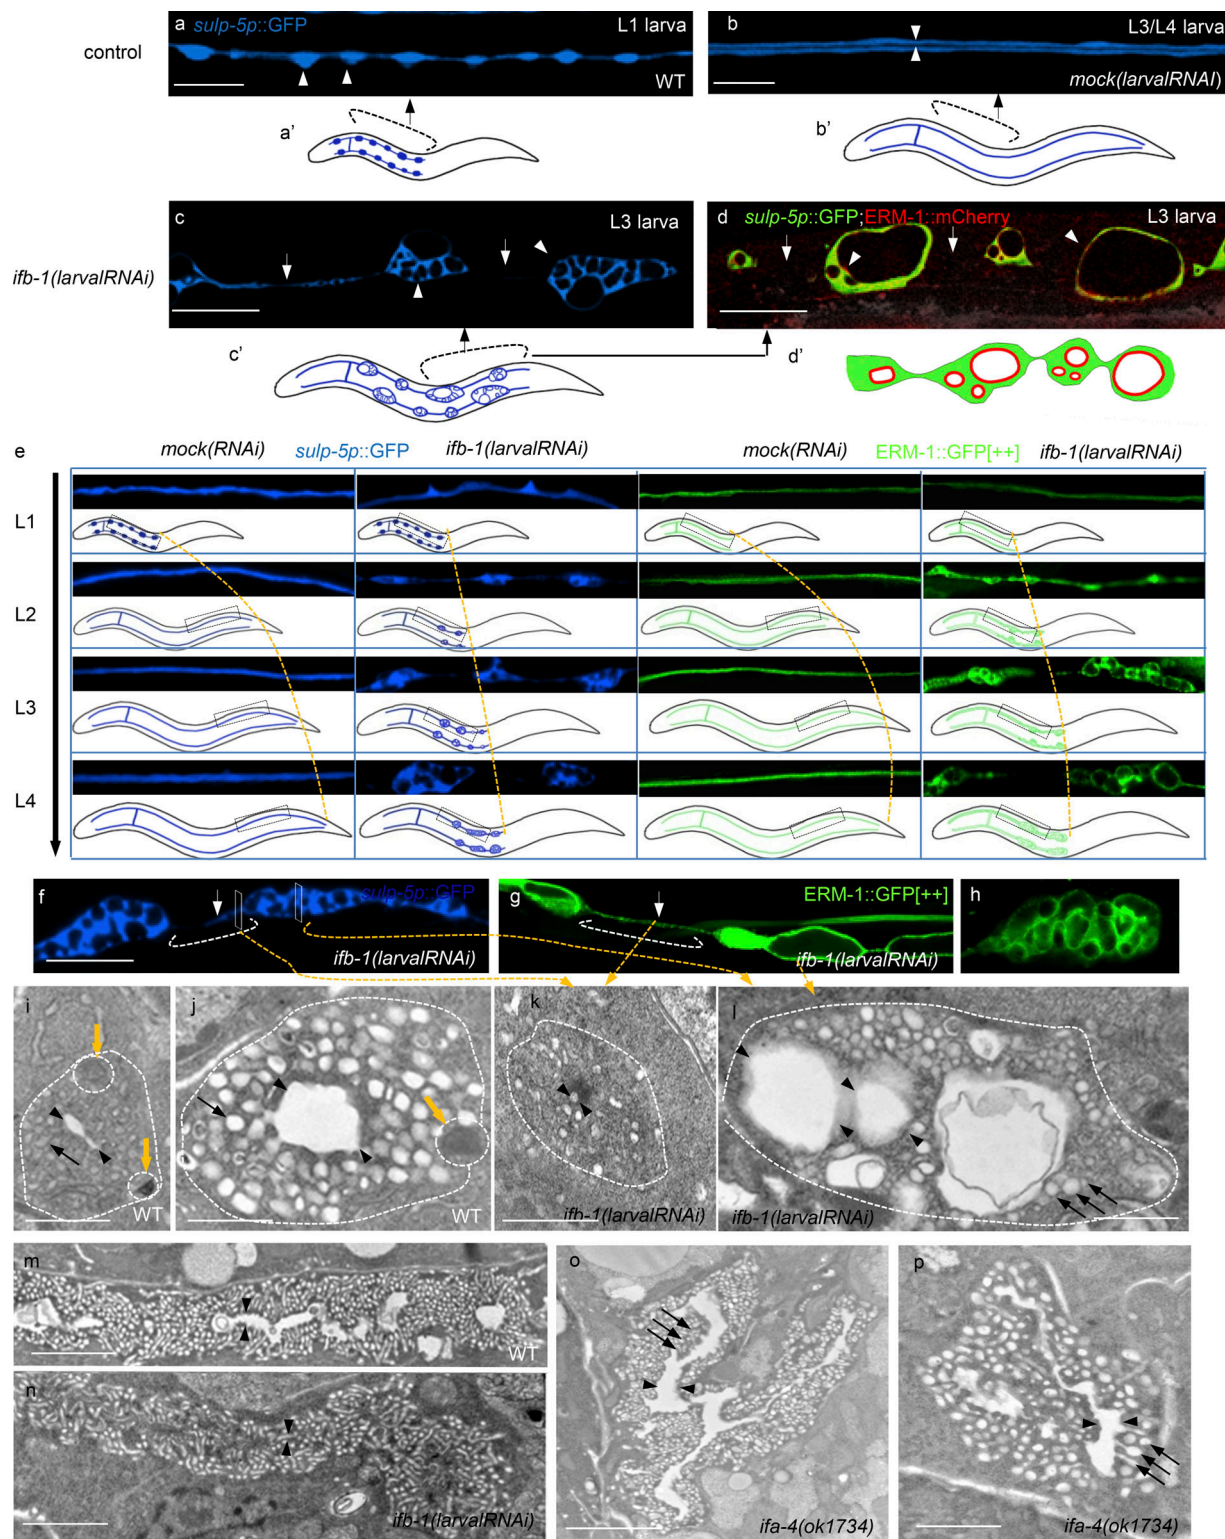 a sulp-5p::GFP L1 larva
b L3/L4 larva
control
WT
mock(larvalRNAI)
a'
b'
c L3 larva
d sulp-5p::GFP;ERM-1::mCherry
L3 larva
ifb-1(larvalRNAi)
c'
d'
e mock(RNAi) sulp-5p::GFP ifb-1(larvalRNAi) mock(RNAi) ERM-1::GFP[++] ifb-1(larvalRNAi)
L1
L2
L3
L4
f sulp-5p::GFP
ifb-1(larvalRNAi)
g ERM-1::GFP[++]
ifb-1(larvalRNAi)
h
i
WT
j
WT
k
ifb-1(larvalRNAi)
l
ifb-1(larvalRNAi)
m
WT
n
ifb-1(larvalRNAi)
o
ifa-4(ok1734)
p
ifa-4(ok1734)